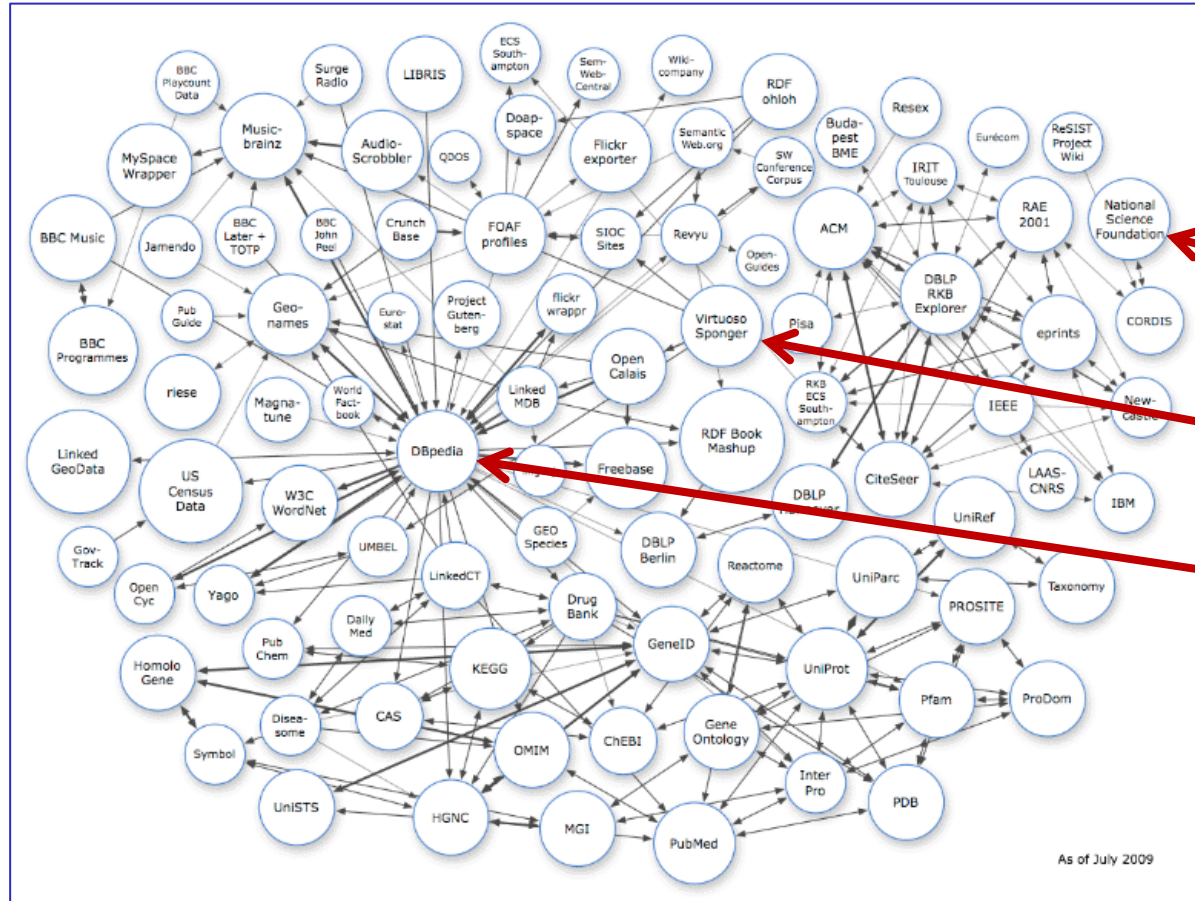 ECS
South-
ampton
LIBRIS
Surge
Radio
BBC
Playcount
Data
Sem-
Web-
Central
Wiki-
company
RDF
ohloh
Resex
Doap-
space
Music-
brainz
Audio-
Scrobbler
QDOS
Flickr
exporter
Semantic
Web.org
Buda-
pest
BME
Eurécom
ReSIST
Project
Wiki
MySpace
Wrapper
SW
Conference
Corpus
IRIT
Toulouse
RAE
2001
National
Science
Foundation
BBC Music
Jamendo
BBC
Later +
TOTP
BBC
John
Peel
Crunch
Base
FOAF
profiles
SIOC
Sites
Revyu
Open-
Guides
ACM
DBLP
RKB
Explorer
Pub
Guide
Geo-
names
Euro-
stat
Project
Guten-
berg
flickr
wrappr
Virtuoso
Sponger
Pisa
eprints
CORDIS
BBC
Programmes
riese
Magna-
tune
World
Fact-
book
Linked
MDB
Open
Calais
RKB
ECS
South-
ampton
IEEE
New-
castle
Linked
GeoData
US
Census
Data
W3C
WordNet
DBpedia
Freebase
RDF Book
Mashup
DBLP
CiteSeer
LAAS-
CNRS
IBM
Gov-
Track
Open
Cyc
Yago
UMBEL
LinkedCT
GEO
Species
DBLP
Berlin
Reactome
UniParc
UniRef
Taxonomy
PROSITE
Daily
Med
Drug
Bank
Pub
Chem
Homolo
Gene
KEGG
GeneID
UniProt
Pfam
ProDom
Disea-
some
CAS
Symbol
OMIM
ChEBI
Gene
Ontology
Inter
Pro
PDB
UniSTS
HGNC
MGI
PubMed
As of July 2009